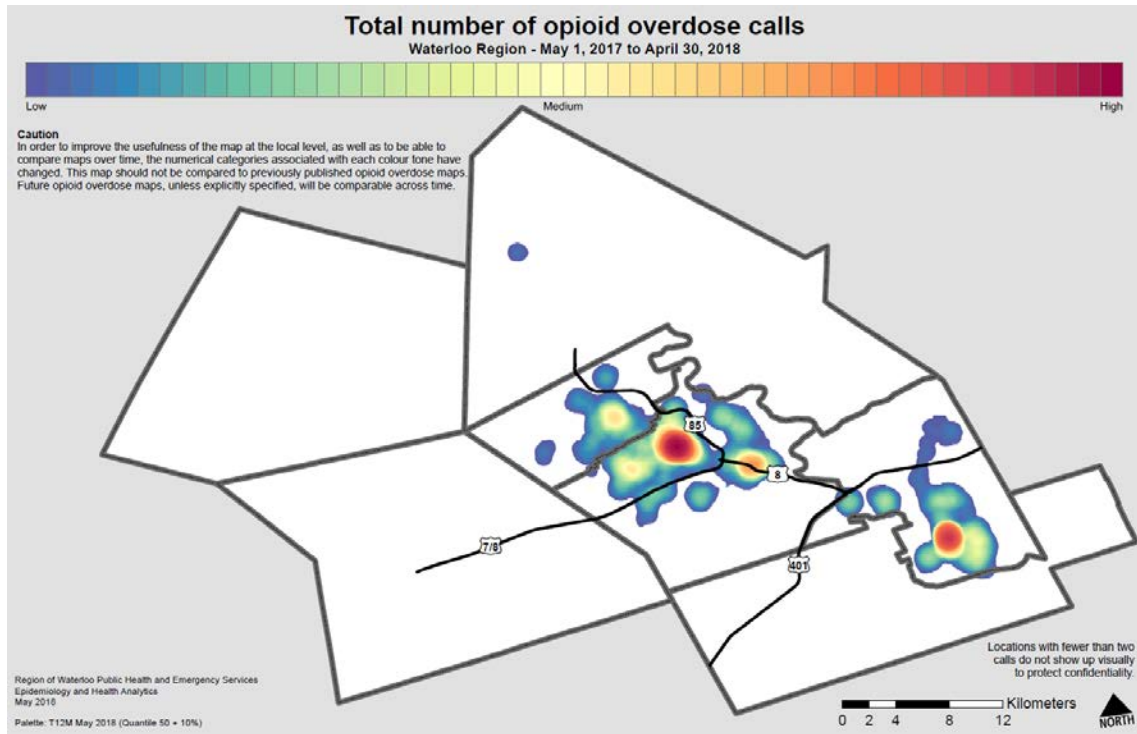 Total number of opioid overdose calls
Waterloo Region - May 1, 2017 to April 30, 2018
Low
Medium
High
Caution
In order to improve the usefulness of the map at the local level, as well as to be able to
compare maps over time, the numerical categories associated with each colour tone have
changed. This map should not be compared to previously published opioid overdose maps.
Future opioid overdose maps, unless explicitly specified, will be comparable across time.
85
8
7/8
401
Locations with fewer than two
calls do not show up visually
to protect confidentiality.
Region of Waterloo Public Health and Emergency Services
Epidemiology and Health Analytics
May 2018
Palette: T12M May 2018 (Quantile 50 + 10%)
Kilometers
0 2 4 8 12
NORTH